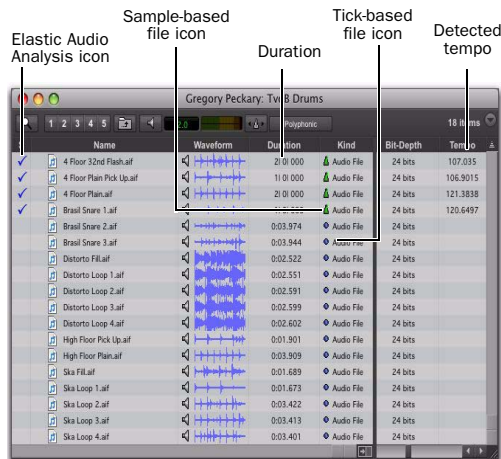 Elastic Audio
Analysis icon
Sample-based
file icon
Duration
Tick-based
file icon
Detected
tempo
Gregory Peckary: Tv B Drums
1 2 3 4 5
Polyphonic
18 items
Name Waveform Duration Kind Bit-Depth Tempo
4 Floor 32nd Flash.aif 2| 0| 000 Audio File 24 bits 107.035
4 Floor Plain Pick Up.aif 1| 0| 000 Audio File 24 bits 106.9015
4 Floor Plain.aif 2| 0| 000 Audio File 24 bits 121.3838
Brasil Snare 1.aif Audio File 24 bits 120.6497
Brasil Snare 2.aif 0:03.974 Audio File 24 bits
Brasil Snare 3.aif 0:03.944 Audio File 24 bits
Distorto Fill.aif 0:02.522 Audio File 24 bits
Distorto Loop 1.aif 0:02.551 Audio File 24 bits
Distorto Loop 2.aif 0:02.591 Audio File 24 bits
Distorto Loop 3.aif 0:02.599 Audio File 24 bits
Distorto Loop 4.aif 0:02.602 Audio File 24 bits
High Floor Pick Up.aif 0:01.901 Audio File 24 bits
High Floor Plain.aif 0:03.909 Audio File 24 bits
Ska Fill.aif 0:01.689 Audio File 24 bits
Ska Loop 1.aif 0:01.673 Audio File 24 bits
Ska Loop 2.aif 0:03.422 Audio File 24 bits
Ska Loop 3.aif 0:03.413 Audio File 24 bits
Ska Loop 4.aif 0:03.401 Audio File 24 bits